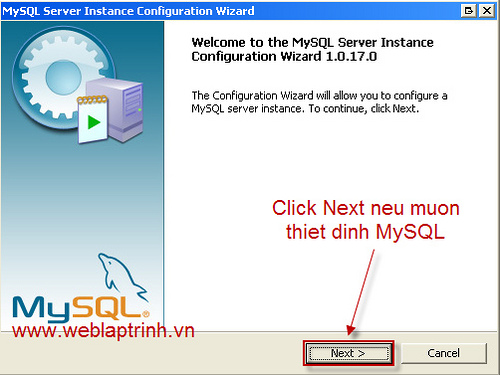 MySQL Server Instance Configuration Wizard
Welcome to the MySQL Server Instance
Configuration Wizard 1.0.17.0
The Configuration Wizard will allow you to configure a
MySQL server instance. To continue, click Next.
Click Next neu muon
thiet dinh MySQL
MySQL®
www.weblaptrinh.vn
Next >
Cancel